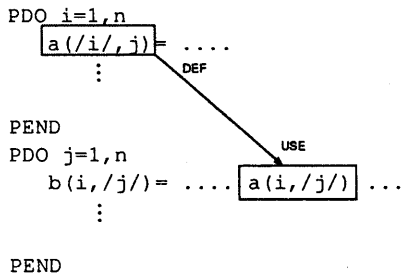 PDO i=1,n
a(/i/,j)= ....
⋮
DEF
PEND
USE
PDO j=1,n
b(i,/j/)= .... a(i,/j/) ...
⋮
PEND